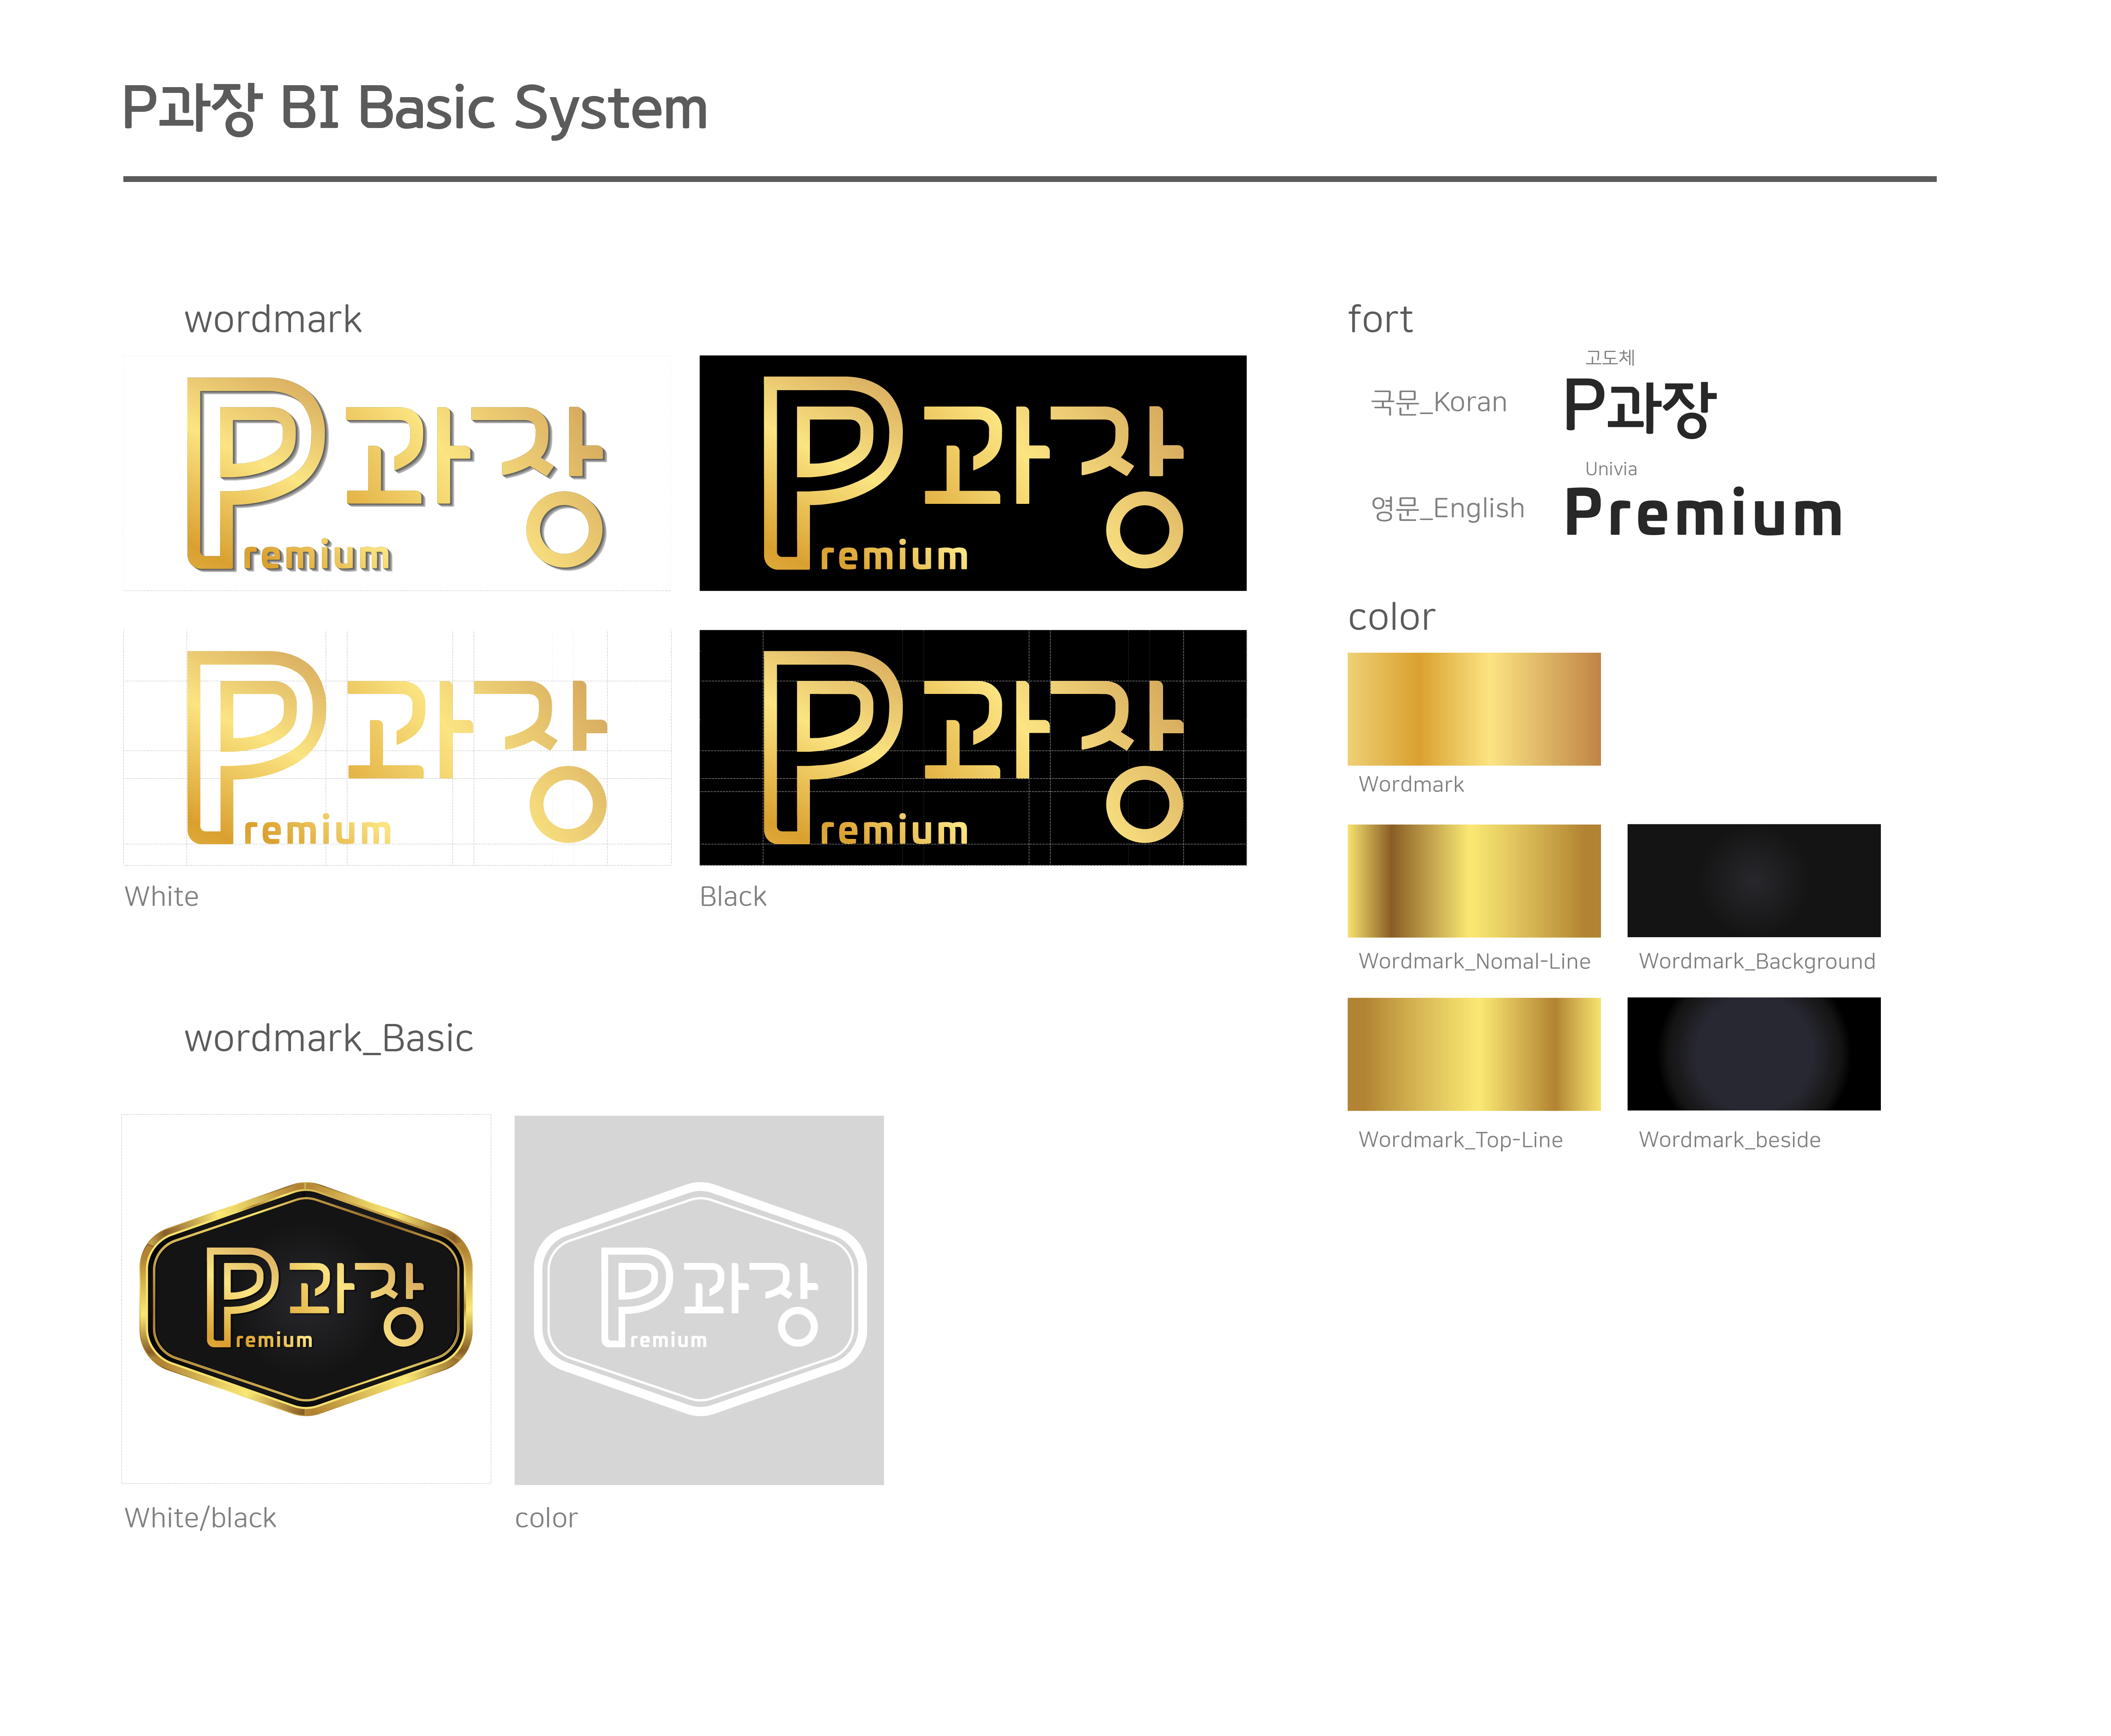 P과장 BI Basic System
wordmark
P과장
remium
P과장
remium
P과장
remium
P과장
remium
White
Black
wordmark_Basic
P과장
remium
P과장
remium
White/black
color
fort
고도체
국문_Koran
P과장
Univia
영문_English
Premium
color
Wordmark
Wordmark_Nomal-Line
Wordmark_Background
Wordmark_Top-Line
Wordmark_beside